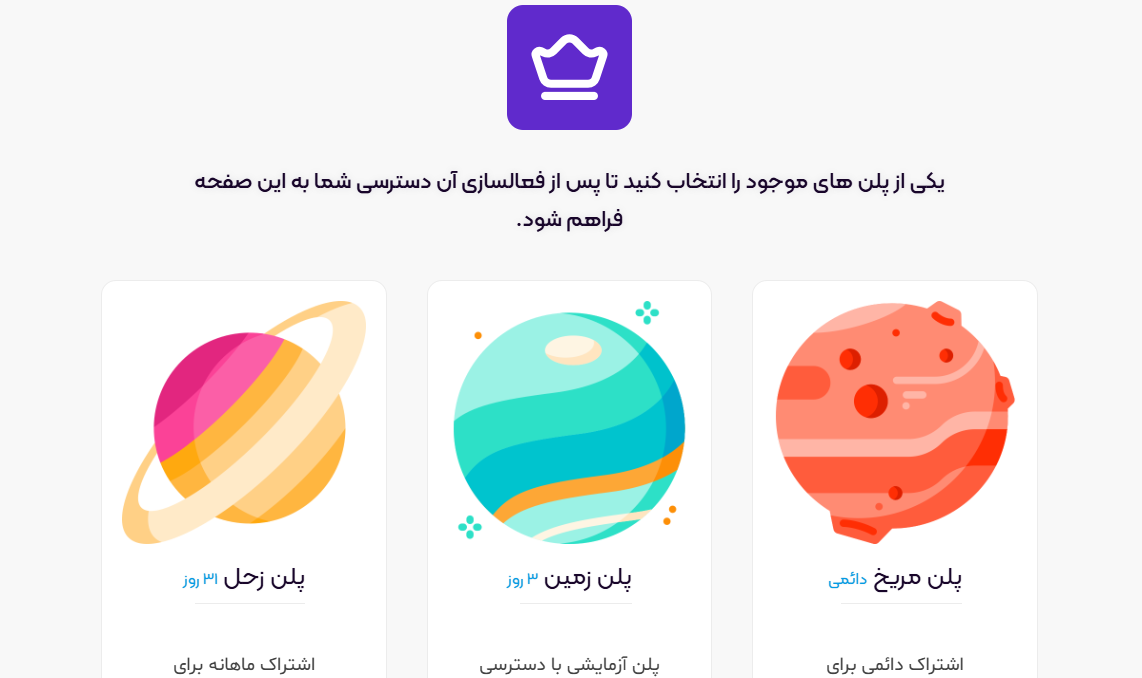 یکی از پلن های موجود را انتخاب کنید تا پس از فعالسازی آن دسترسی شما به این صفحه
فراهم شود.
پلن مریخ دائمی
اشتراک دائمی برای
پلن زمین ۳ روز
پلن آزمایشی با دسترسی
پلن زحل ۳۱ روز
اشتراک ماهانه برای